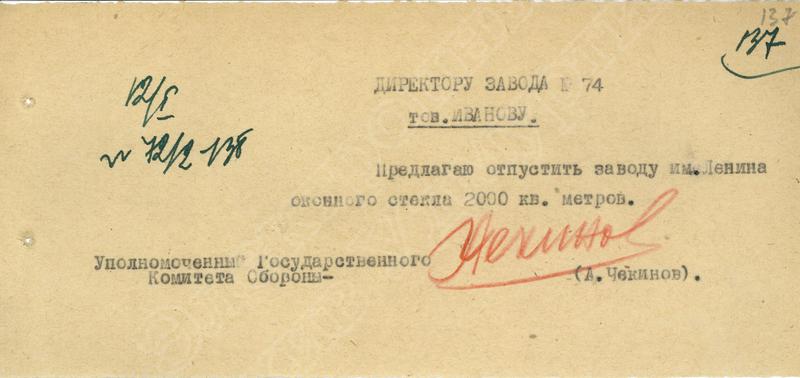 137
137
12/I
№ 72/2-138
ДИРЕКТОРУ ЗАВОДА № 74
тов.ИВАНОВУ.
Предлагаю отпустить заводу им.Ленина
оконного стекла 2000 кв. метров.
Уполномоченный Государственного
Комитета Обороны-
Чекинов
(А.Чекинов).